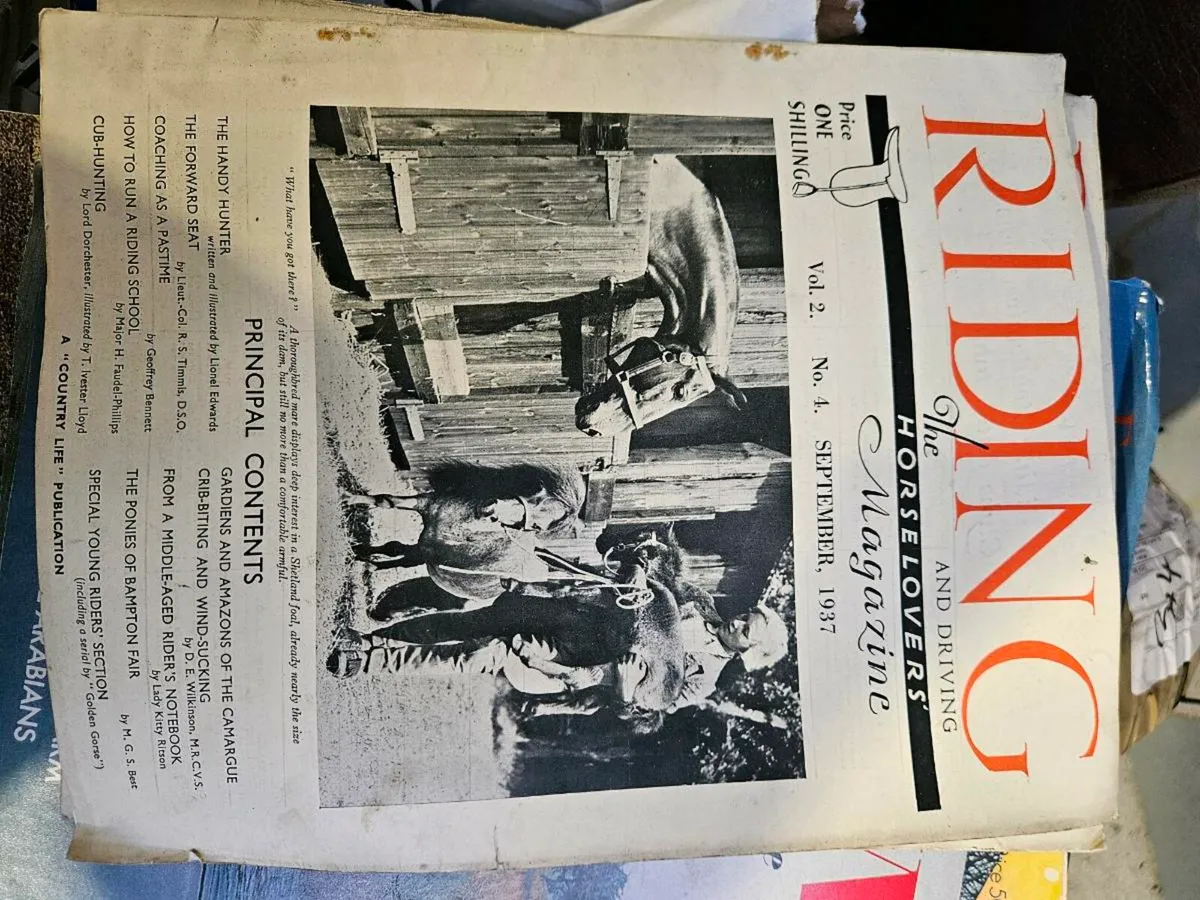 RIDING
AND DRIVING
The
HORSELOVERS'
Magazine
Price
ONE
SHILLING
Vol. 2. No. 4. SEPTEMBER, 1937
"What have you got there?" A thoroughbred mare displays deep interest in a Shetland foal, already nearly the size
of its dam, but still no more than a comfortable armful.
PRINCIPAL CONTENTS
THE HANDY HUNTER
written and illustrated by Lionel Edwards
THE FORWARD SEAT
by Lieut.-Col. R. S. Timmis, D.S.O.
COACHING AS A PASTIME
by Geoffrey Bennett
HOW TO RUN A RIDING SCHOOL
by Major H. Faudel-Phillips
CUB-HUNTING
by Lord Dorchester, illustrated by T. Ivester Lloyd
GARDIENS AND AMAZONS OF THE CAMARGUE
CRIB-BITING AND WIND-SUCKING
by D. E. Wilkinson, M.R.C.V.S.
FROM A MIDDLE-AGED RIDER'S NOTEBOOK
by Lady Kitty Ritson
THE PONIES OF BAMPTON FAIR
by M. G. S. Best
SPECIAL YOUNG RIDERS' SECTION
(including a serial by "Golden Gorse")
A "COUNTRY LIFE" PUBLICATION
ARABIANS